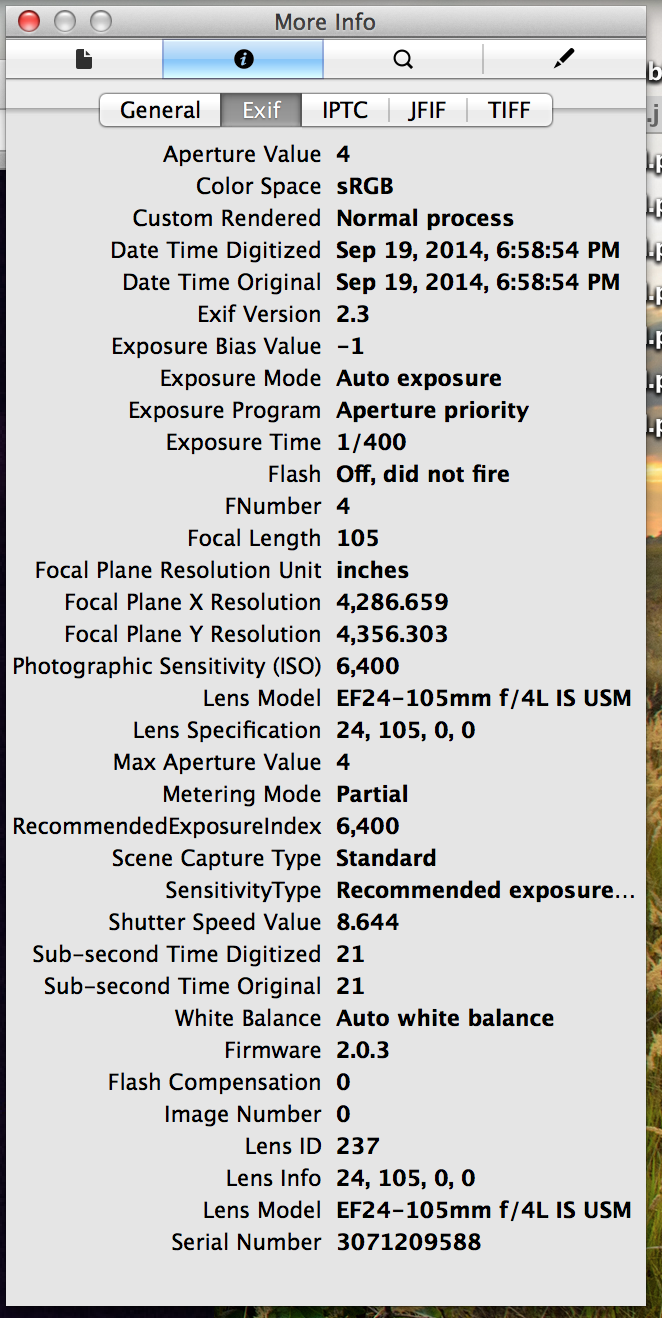 More Info
General Exif IPTC JFIF TIFF
Aperture Value 4
Color Space sRGB
Custom Rendered Normal process
Date Time Digitized Sep 19, 2014, 6:58:54 PM
Date Time Original Sep 19, 2014, 6:58:54 PM
Exif Version 2.3
Exposure Bias Value -1
Exposure Mode Auto exposure
Exposure Program Aperture priority
Exposure Time 1/400
Flash Off, did not fire
FNumber 4
Focal Length 105
Focal Plane Resolution Unit inches
Focal Plane X Resolution 4,286.659
Focal Plane Y Resolution 4,356.303
Photographic Sensitivity (ISO) 6,400
Lens Model EF24-105mm f/4L IS USM
Lens Specification 24, 105, 0, 0
Max Aperture Value 4
Metering Mode Partial
RecommendedExposureIndex 6,400
Scene Capture Type Standard
SensitivityType Recommended exposure...
Shutter Speed Value 8.644
Sub-second Time Digitized 21
Sub-second Time Original 21
White Balance Auto white balance
Firmware 2.0.3
Flash Compensation 0
Image Number 0
Lens ID 237
Lens Info 24, 105, 0, 0
Lens Model EF24-105mm f/4L IS USM
Serial Number 3071209588